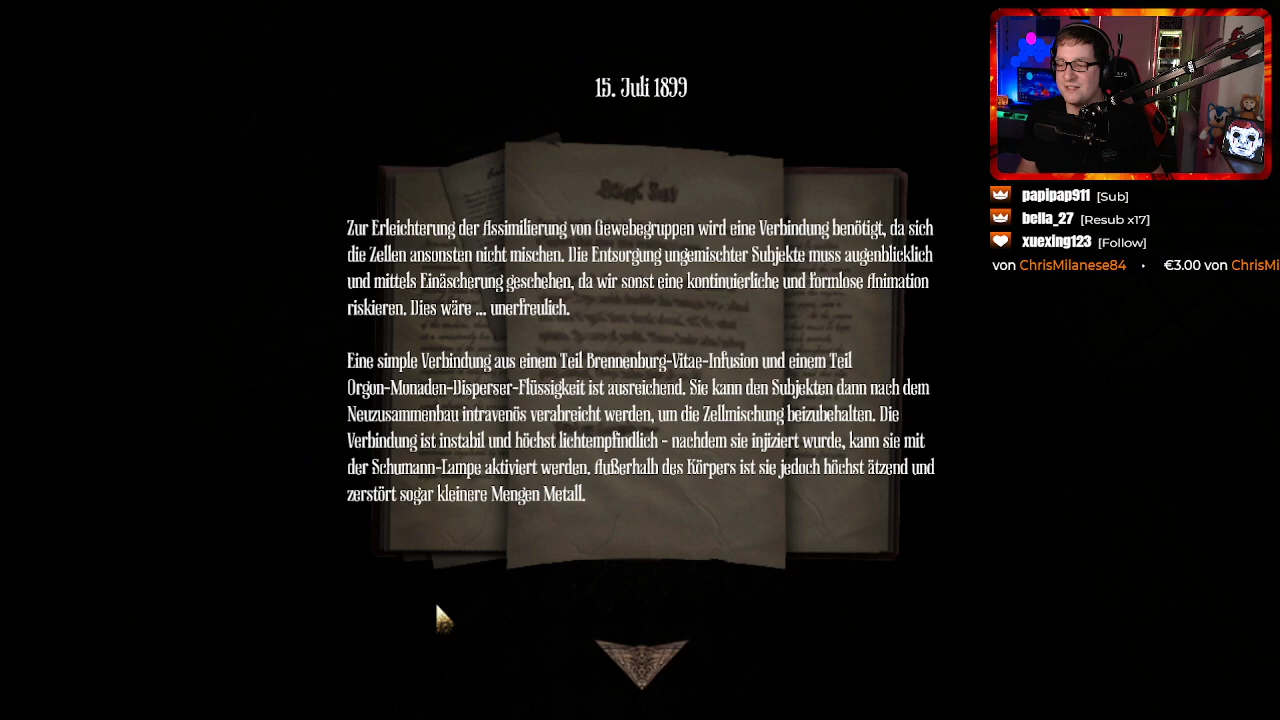 15. Juli 1899
Zur Erleichterung der Assimilierung von Gewebegruppen wird eine Verbindung benötigt, da sich
die Zellen ansonsten nicht mischen. Die Entsorgung ungemischter Subjekte muss augenblicklich
und mittels Einäscherung geschehen, da wir sonst eine kontinuierliche und formlose Animation
riskieren. Dies wäre ... unerfreulich.
Eine simple Verbindung aus einem Teil Brennenburg-Vitae-Infusion und einem Teil
Orgon-Monaden-Disperser-Flüssigkeit ist ausreichend. Sie kann den Subjekten dann nach dem
Neuzusammenbau intravenös verabreicht werden, um die Zellmischung beizubehalten. Die
Verbindung ist instabil und höchst lichtempfindlich - nachdem sie injiziert wurde, kann sie mit
der Schumann-Lampe aktiviert werden. Außerhalb des Körpers ist sie jedoch höchst ätzend und
zerstört sogar kleinere Mengen Metall.
papipap911 [Sub]
bella_27 [Resub x17]
xuexing123 [Follow]
von ChrisMilanese84 • €3.00 von ChrisMi